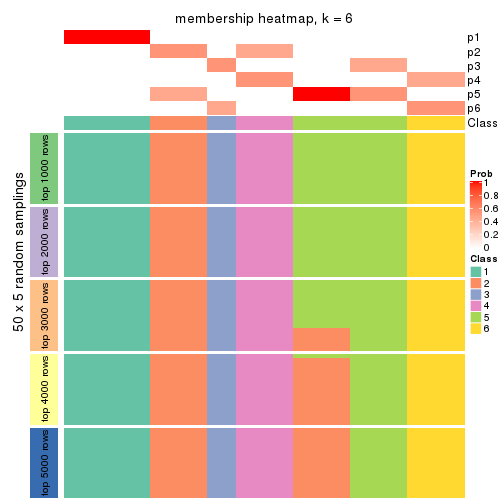 membership heatmap, k = 6
p1
p2
p3
p4
p5
p6
Class
50 x 5 random samplings
top 1000 rows
top 2000 rows
top 3000 rows
top 4000 rows
top 5000 rows
Prob
1
0.8
0.6
0.4
0.2
0
Class
1
2
3
4
5
6